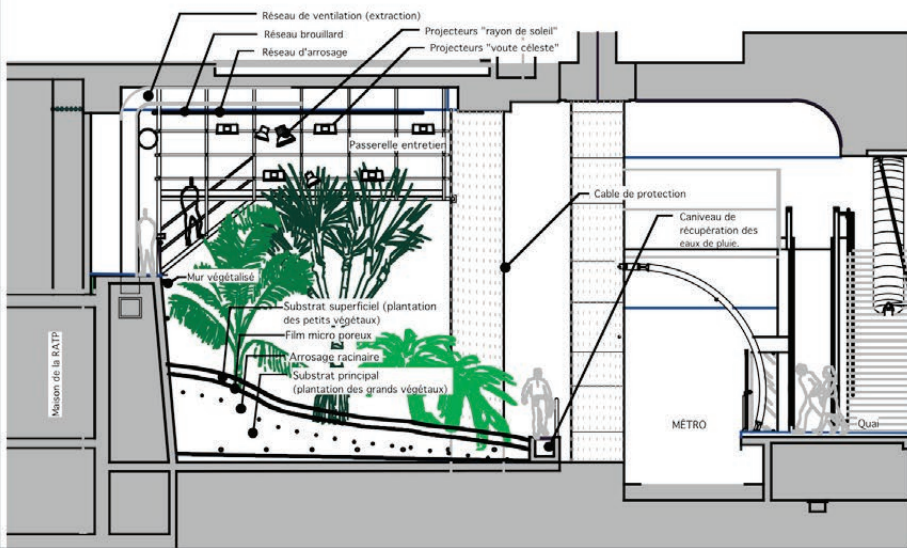 Réseau de ventilation (extraction)
Réseau brouillard
Réseau d'arrosage
Projecteurs "rayon de soleil"
Projecteurs "voute céleste"
Passerelle entretien
Cable de protection
Caniveau de
récupération des
eaux de pluie.
Mur végétalisé
Substrat superficiel (plantation
des petits végétaux)
Film micro poreux
Arrosage racinaire
Substrat principal
(plantation des grands végétaux)
Maison de la RATP
MÉTRO
Quai